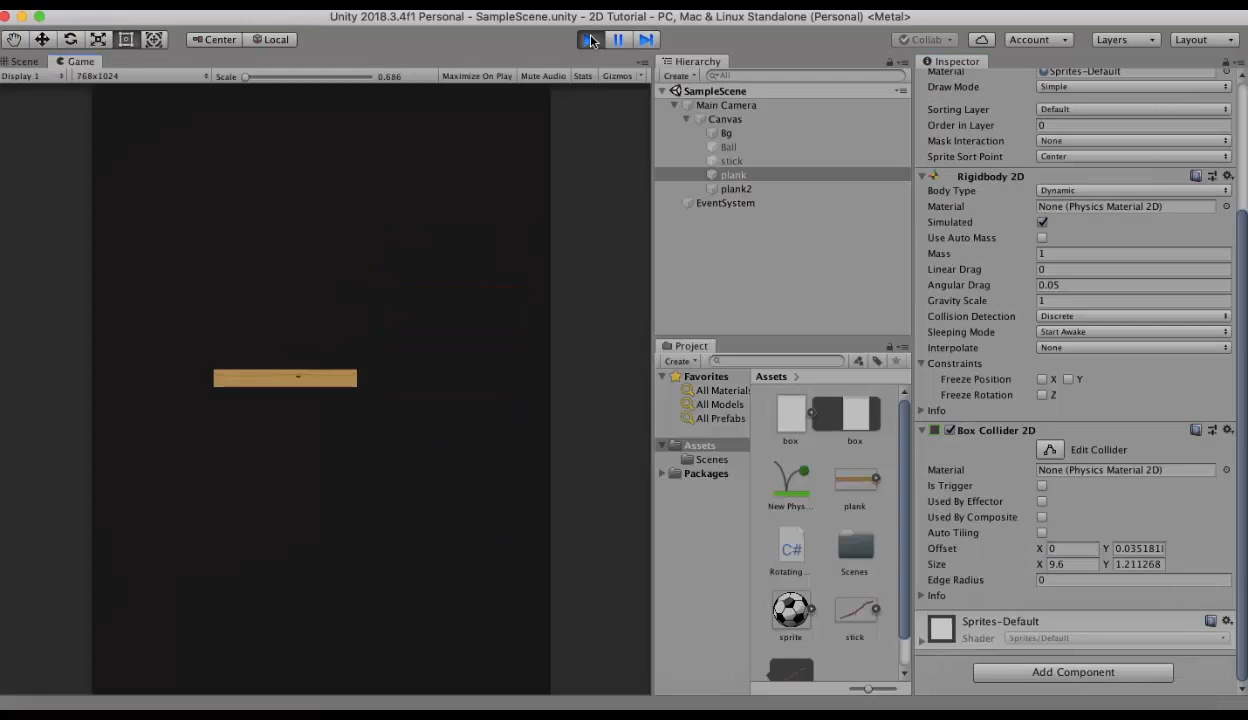 Unity 2018.3.4f1 Personal - SampleScene.unity - 2D Tutorial - PC, Mac & Linux Standalone (Personal) <Metal>
Center Local Collab Account Layers Layout
Scene Game Hierarchy Inspector
Display 1 768x1024 Scale 0.686 Maximize On Play Mute Audio Stats Gizmos
Create All
SampleScene
Main Camera
Canvas
Bg
Ball
stick
plank
plank2
EventSystem
Project
Create
Favorites
All Materials
All Models
All Prefabs
Assets
Scenes
Packages
Assets
box box
New Phys... plank
C#
Rotating... Scenes
sprite stick
Material Sprites-Default
Draw Mode Simple
Sorting Layer Default
Order in Layer 0
Mask Interaction None
Sprite Sort Point Center
Rigidbody 2D
Body Type Dynamic
Material None (Physics Material 2D)
Simulated
Use Auto Mass
Mass 1
Linear Drag 0
Angular Drag 0.05
Gravity Scale 1
Collision Detection Discrete
Sleeping Mode Start Awake
Interpolate None
Constraints
Freeze Position X Y
Freeze Rotation Z
Info
Box Collider 2D
Edit Collider
Material None (Physics Material 2D)
Is Trigger
Used By Effector
Used By Composite
Auto Tiling
Offset X 0 Y 0.0351818
Size X 9.6 Y 1.211268
Edge Radius 0
Info
Sprites-Default
Shader Sprites/Default
Add Component